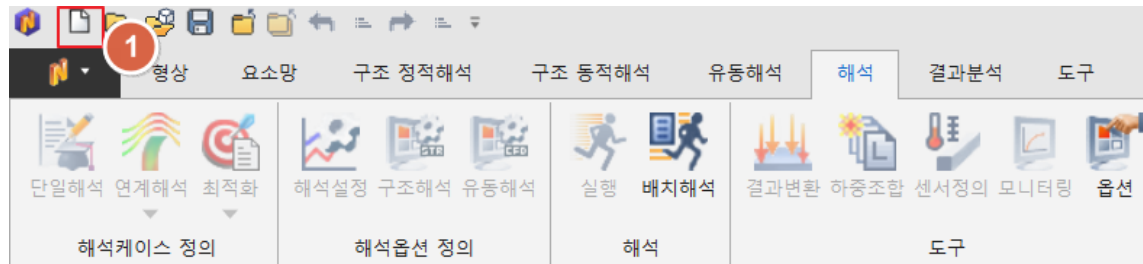 1
형상 요소망 구조 정적해석 구조 동적해석 유동해석 해석 결과분석 도구
STR CFD
단일해석 연계해석 최적화 해석설정 구조해석 유동해석 실행 배치해석 결과변환 하중조합 센서정의 모니터링 옵션
해석케이스 정의 해석옵션 정의 해석 도구